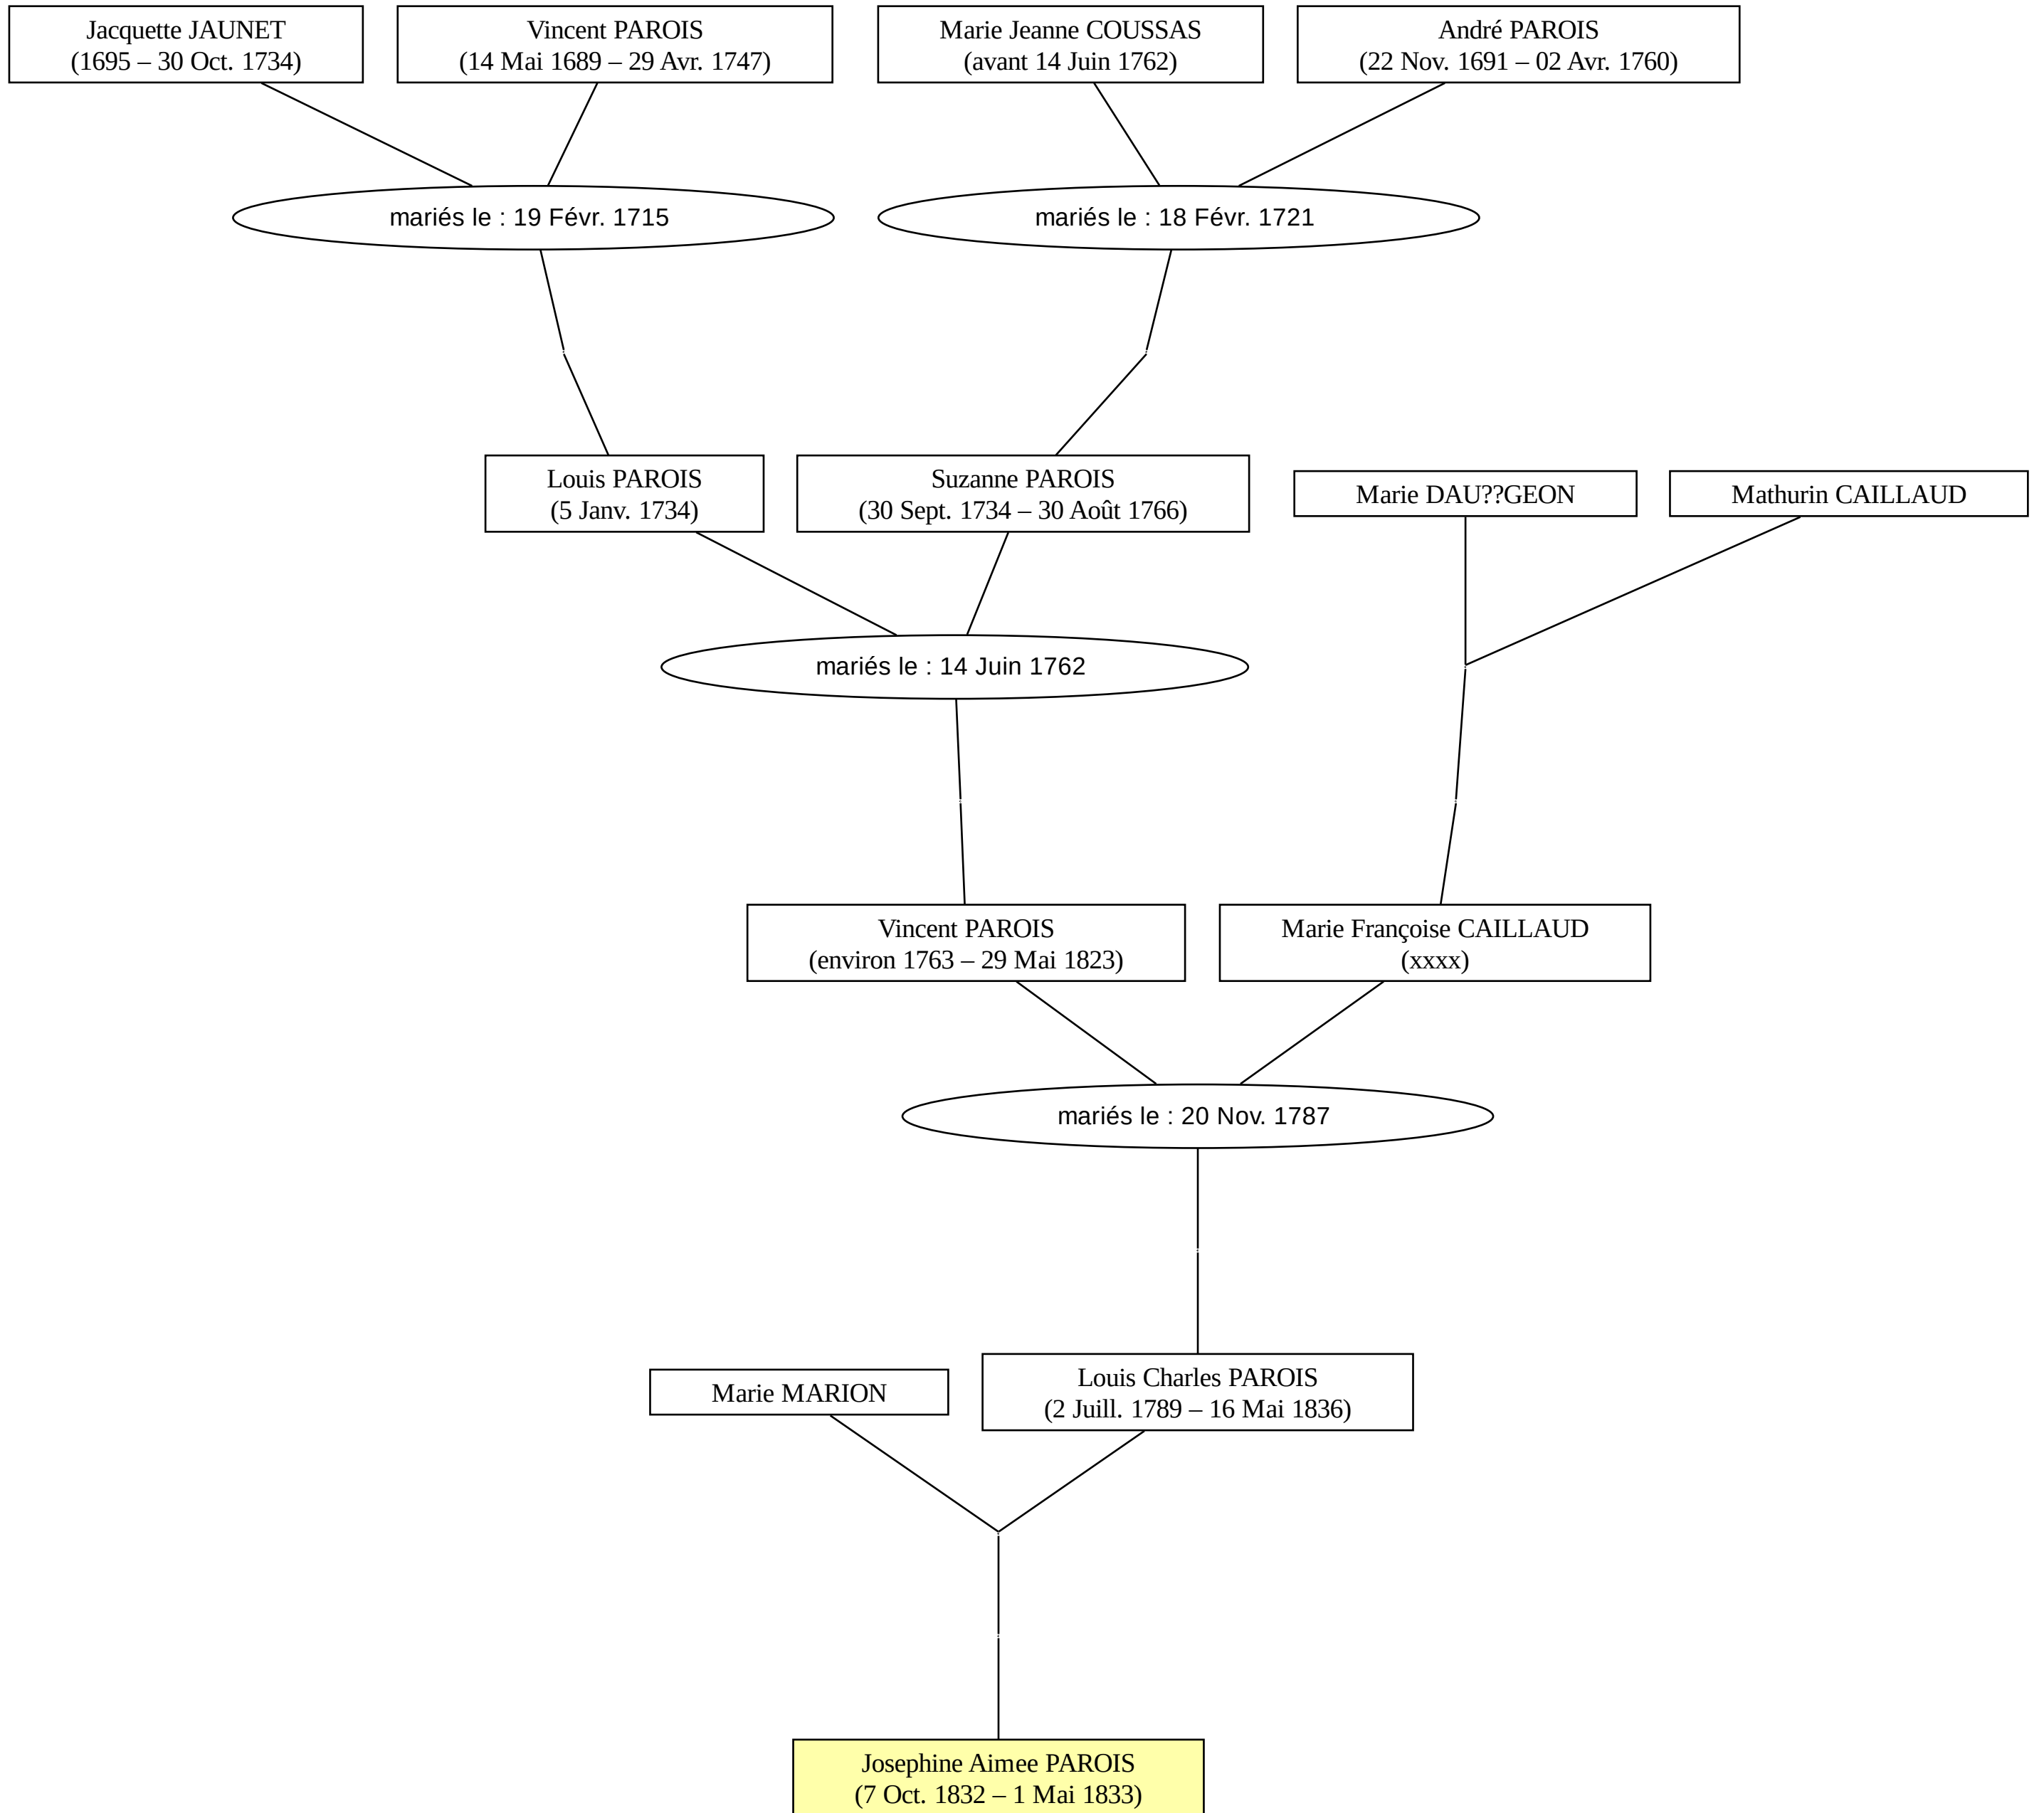 Jacquette JAUNET
(1695 – 30 Oct. 1734)
Vincent PAROIS
(14 Mai 1689 – 29 Avr. 1747)
Marie Jeanne COUSSAS
(avant 14 Juin 1762)
André PAROIS
(22 Nov. 1691 – 02 Avr. 1760)
mariés le : 19 Févr. 1715
mariés le : 18 Févr. 1721
Louis PAROIS
(5 Janv. 1734)
Suzanne PAROIS
(30 Sept. 1734 – 30 Août 1766)
Marie DAU??GEON
Mathurin CAILLAUD
mariés le : 14 Juin 1762
Vincent PAROIS
(environ 1763 – 29 Mai 1823)
Marie Françoise CAILLAUD
(xxxx)
mariés le : 20 Nov. 1787
Marie MARION
Louis Charles PAROIS
(2 Juill. 1789 – 16 Mai 1836)
Josephine Aimee PAROIS
(7 Oct. 1832 – 1 Mai 1833)